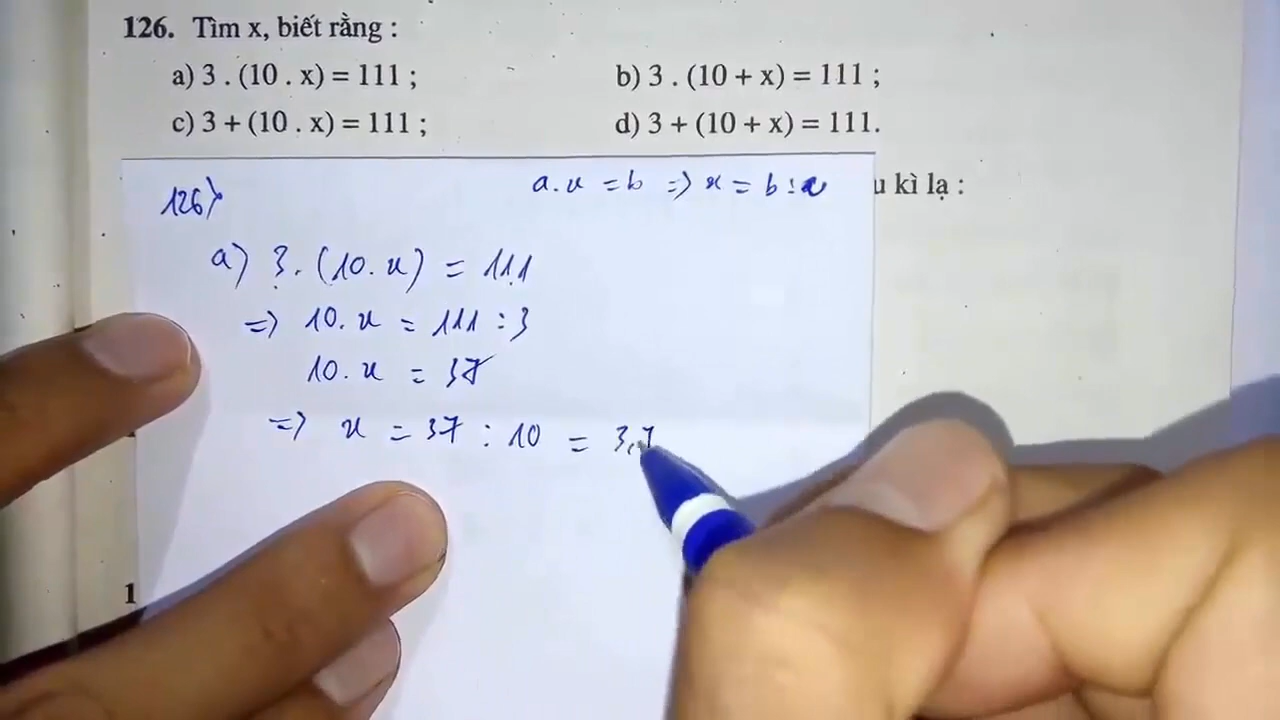 126. Tìm x, biết rằng :
a) 3 . (10 . x) = 111 ; b) 3 . (10 + x) = 111 ;
c) 3 + (10 . x) = 111 ; d) 3 + (10 + x) = 111.
126) a.x = b => x = b : a
kì lạ :
a) 3. (10. x) = 111
=> 10. x = 111 : 3
10. x = 37
=> x = 37 : 10 = 3,7
1